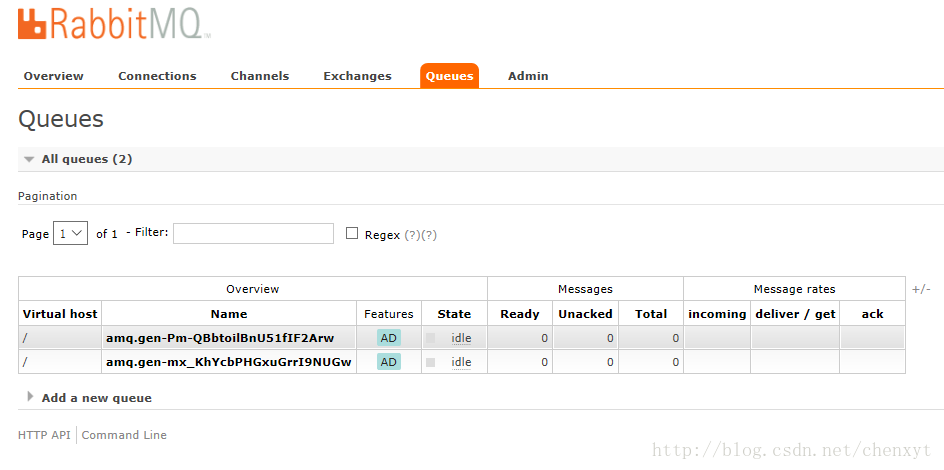 RabbitMQ™
Overview Connections Channels Exchanges Queues Admin
Queues
All queues (2)
Pagination
Page 1 of 1 - Filter: Regex (?)(?)
Overview Messages Message rates +/-
Virtual host Name Features State Ready Unacked Total incoming deliver / get ack
/ amq.gen-Pm-QBbtoilBnU51fIF2Arw AD idle 0 0 0
/ amq.gen-mx_KhYcbPHGxuGrrI9NUGw AD idle 0 0 0
Add a new queue
HTTP API Command Line
http://blog.csdn.net/chenxyt